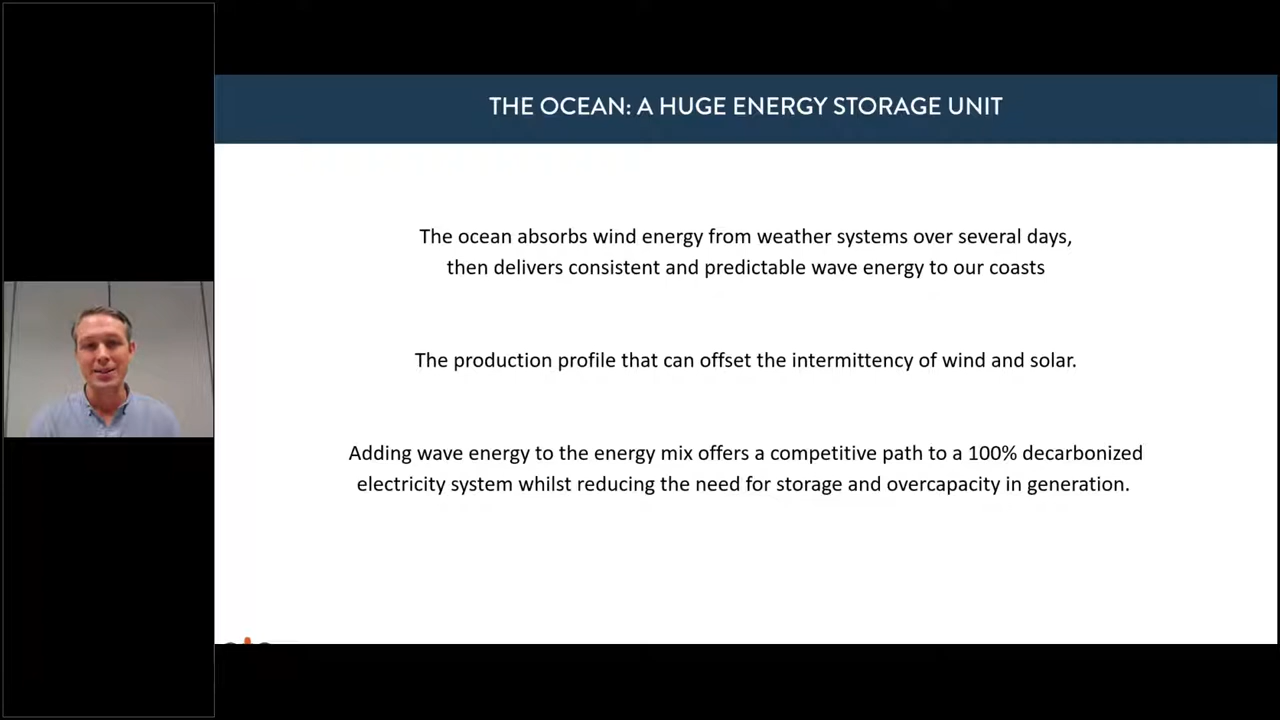 THE OCEAN: A HUGE ENERGY STORAGE UNIT
The ocean absorbs wind energy from weather systems over several days,
then delivers consistent and predictable wave energy to our coasts
The production profile that can offset the intermittency of wind and solar.
Adding wave energy to the energy mix offers a competitive path to a 100% decarbonized
electricity system whilst reducing the need for storage and overcapacity in generation.